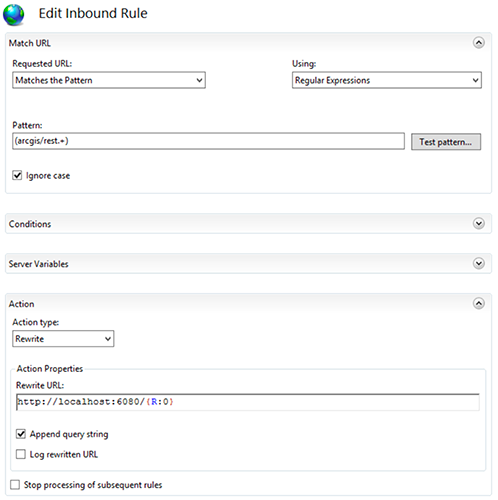 Edit Inbound Rule
Match URL
Requested URL:
Using:
Matches the Pattern
Regular Expressions
Pattern:
(arcgis/rest.+)
Test pattern...
Ignore case
Conditions
Server Variables
Action
Action type:
Rewrite
Action Properties
Rewrite URL:
http://localhost:6080/{R:0}
Append query string
Log rewritten URL
Stop processing of subsequent rules